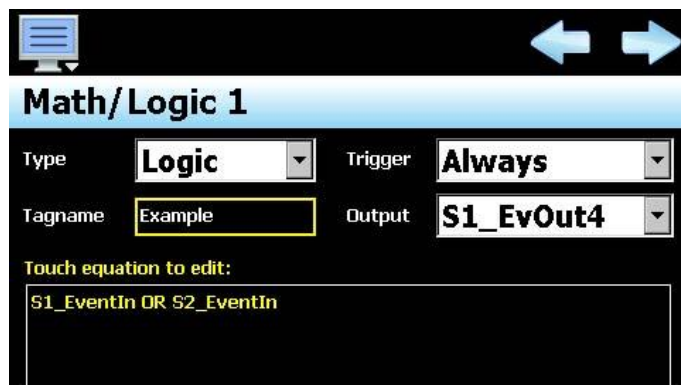 Math/Logic 1
Type Logic Trigger Always
Tagname Example Output S1_EvOut4
Touch equation to edit:
S1_EventIn OR S2_EventIn